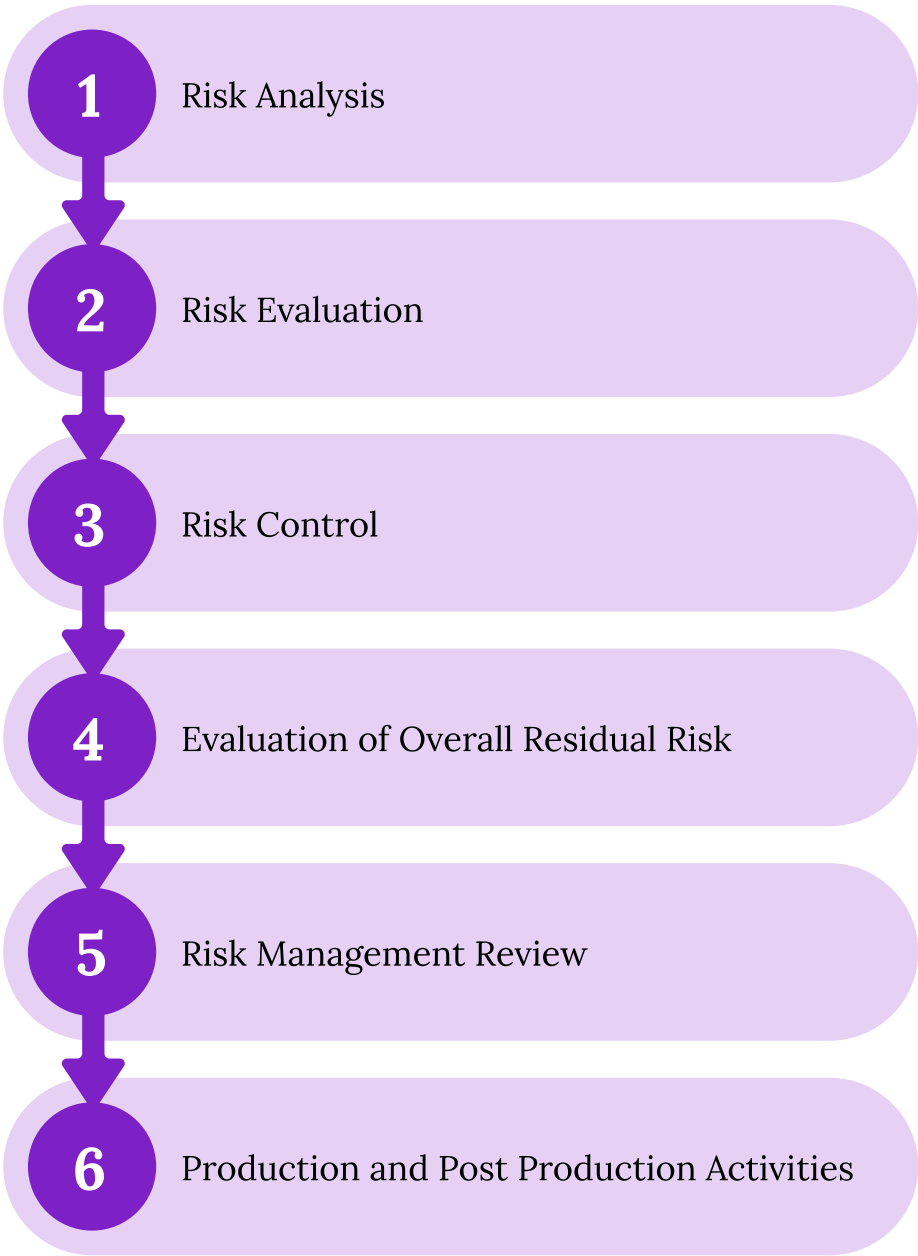 1 Risk Analysis
2 Risk Evaluation
3 Risk Control
4 Evaluation of Overall Residual Risk
5 Risk Management Review
6 Production and Post Production Activities